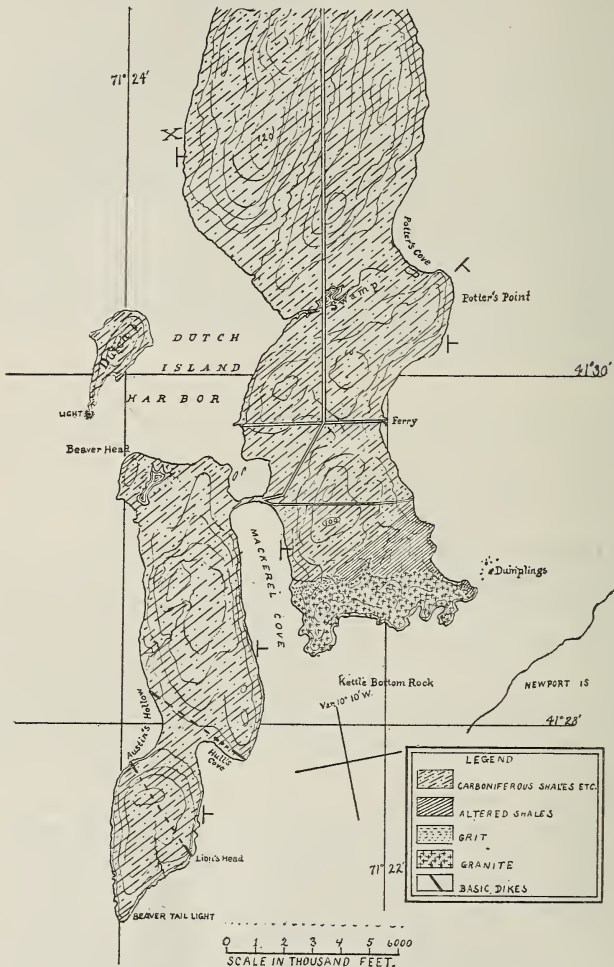 71° 24'
120
Potter's Cove
Swamp
Potter's Point
DUTCH
ISLAND
HARBOR
60
41° 30'
LIGHT
Ferry
Beaver Head
100
MACKEREL COVE
Dumplings
Kettle Bottom Rock
Var. 10° 10' W.
NEWPORT IS
Austin's Hollow
Hull's Cove
41° 28'
LEGEND
CARBONIFEROUS SHALES ETC.
ALTERED SHALES
GRIT
GRANITE
BASIC DIKES
Lion's Head
71° 22'
BEAVER TAIL LIGHT
0 1 2 3 4 5 6000
SCALE IN THOUSAND FEET.